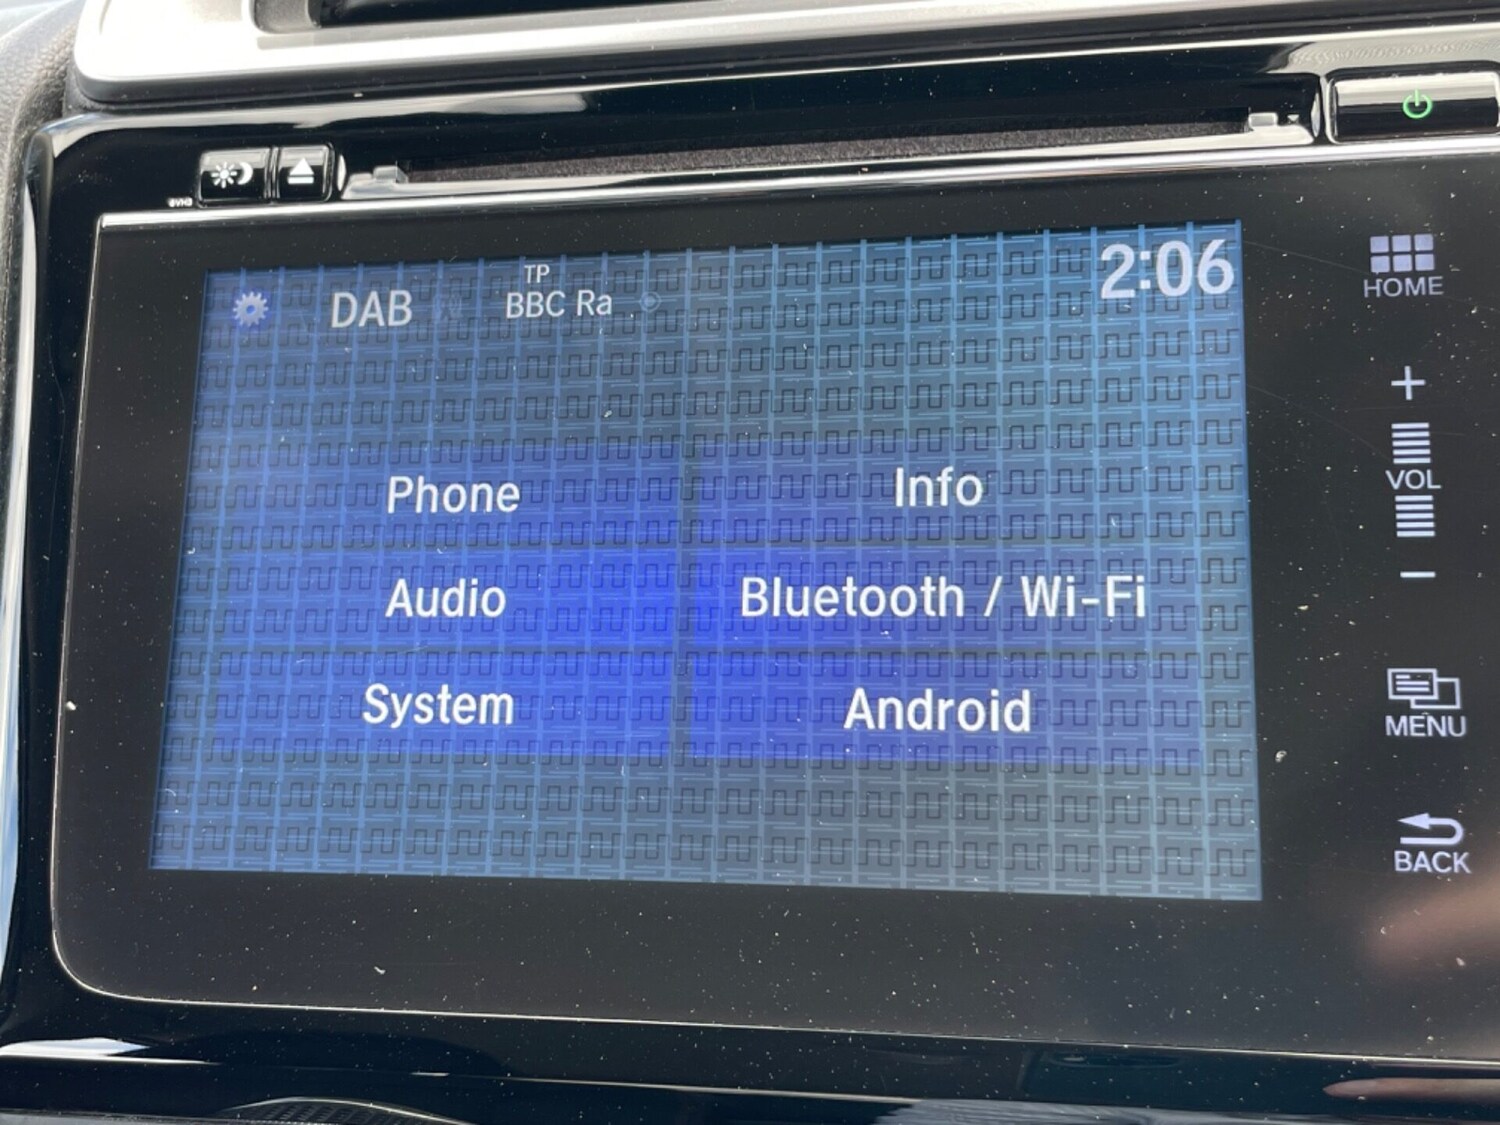 TP
DAB BBC Ra 2:06
Phone Info
Audio Bluetooth / Wi-Fi
System Android
HOME
+
VOL
−
MENU
BACK